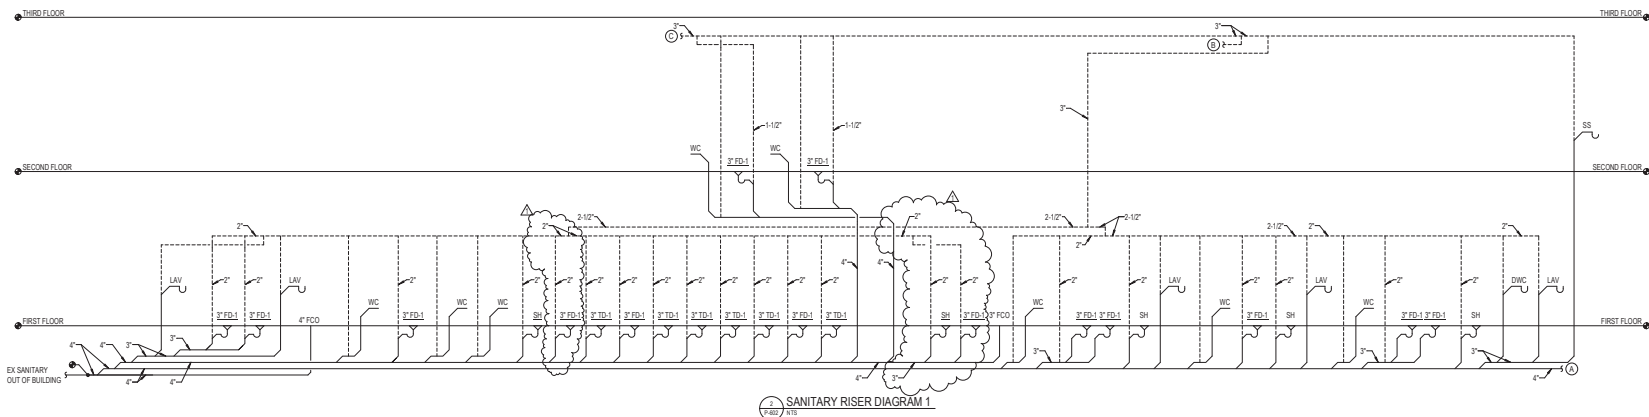 THIRD FLOOR THIRD FLOOR
3" 3"
C B
3"
1-1/2" 1-1/2"
SS
WC WC
3" FD-1 3" FD-1
SECOND FLOOR SECOND FLOOR
1 1
2" 2-1/2" 2" 2" 2-1/2" 2-1/2" 2" 2-1/2" 2"
4" 4"
LAV 2" 2" LAV 2" 2" 2" 2" 2" 2" 2" 2" 2" 2" 2" 2" 2" 2" 2" LAV 2" 2" LAV 2" 2" DWC LAV
WC WC WC WC WC WC
3" FD-1 3" FD-1 4" FCO 3" FD-1 SH 3" FD-1 3" TD-1 3" FD-1 3" TD-1 3" TD-1 3" TD-1 3" FD-1 3" TD-1 SH 3" FD-1 3" FCO 3" FD-1 3" FD-1 SH 3" FD-1 SH 3" FD-1 3" FD-1 SH
FIRST FLOOR FIRST FLOOR
4" 4" 3" 3" 3" 3" 3"
EX SANITARY
OUT OF BUILDING
4" 4" 4" 4" 3" 4" A
2 SANITARY RISER DIAGRAM 1
P-602 NTS